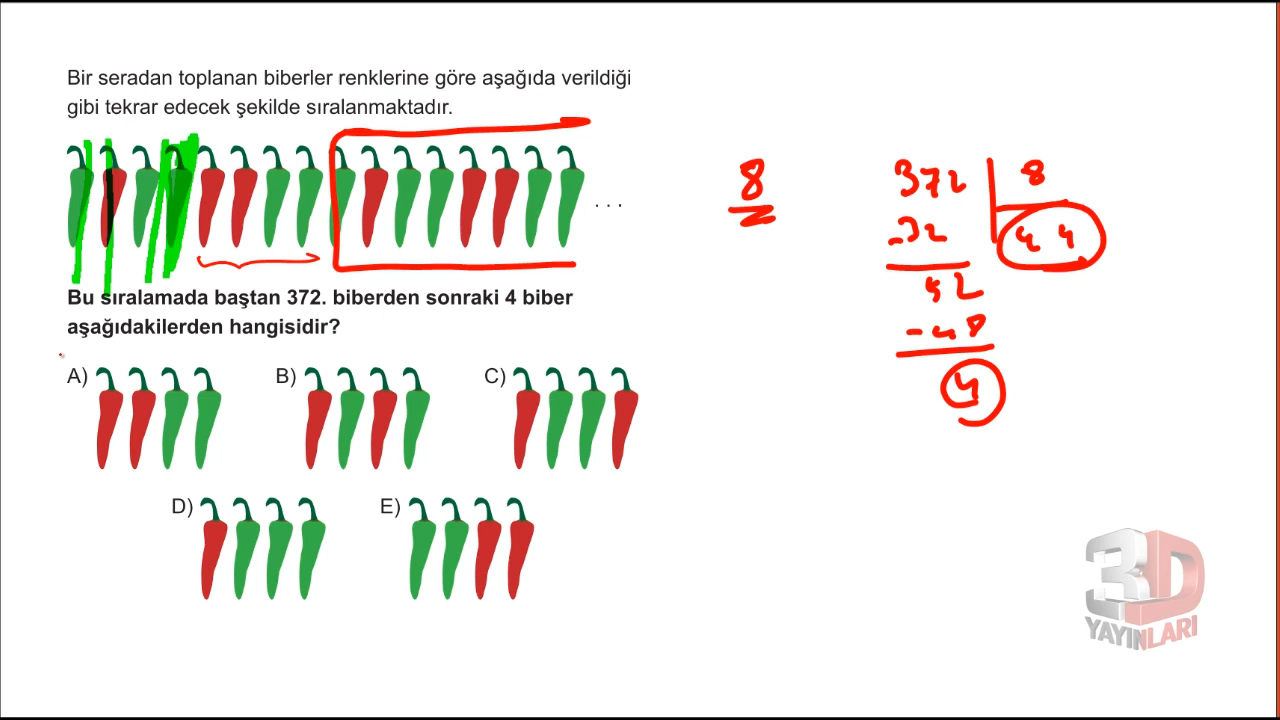 Bir seradan toplanan biberler renklerine göre aşağıda verildiği
gibi tekrar edecek şekilde sıralanmaktadır.
. . .
Bu sıralamada baştan 372. biberden sonraki 4 biber
aşağıdakilerden hangisidir?
A)
B)
C)
D)
E)
8
372 8
-32 44
52
-48
4
3D
YAYINLARI